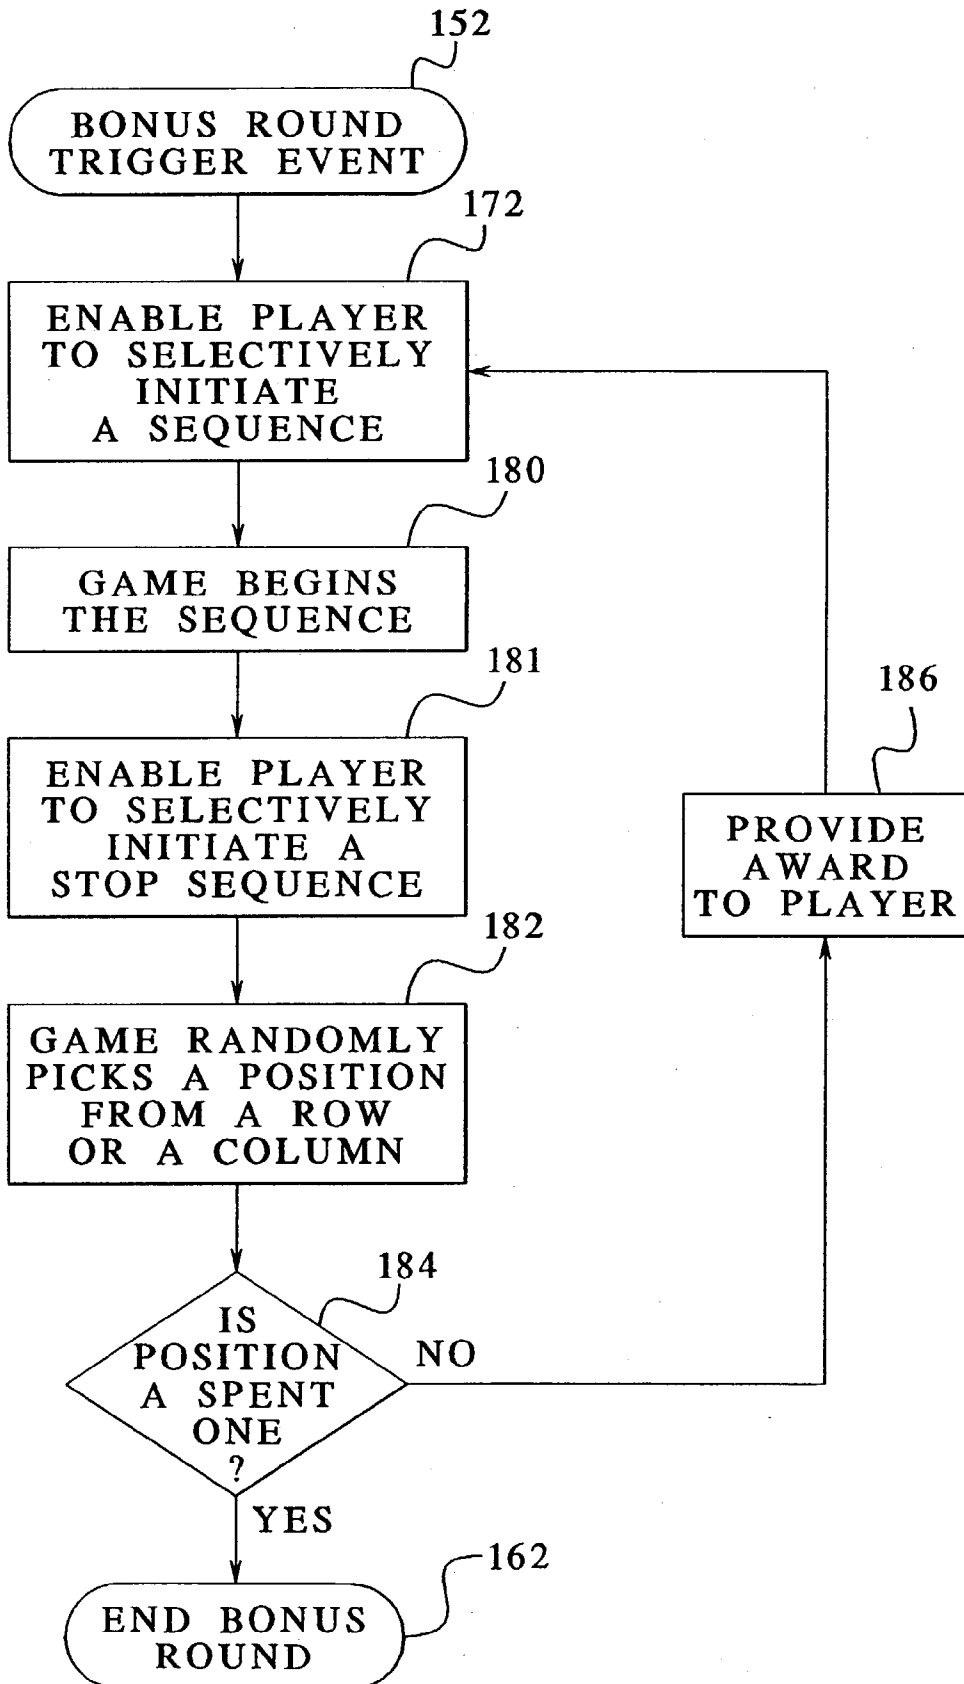 152
BONUS ROUND
TRIGGER EVENT
172
ENABLE PLAYER
TO SELECTIVELY
INITIATE
A SEQUENCE
180
GAME BEGINS
THE SEQUENCE
181
ENABLE PLAYER
TO SELECTIVELY
INITIATE A
STOP SEQUENCE
186
PROVIDE
AWARD
TO PLAYER
182
GAME RANDOMLY
PICKS A POSITION
FROM A ROW
OR A COLUMN
184
IS
POSITION
A SPENT
ONE
?
NO
YES
162
END BONUS
ROUND